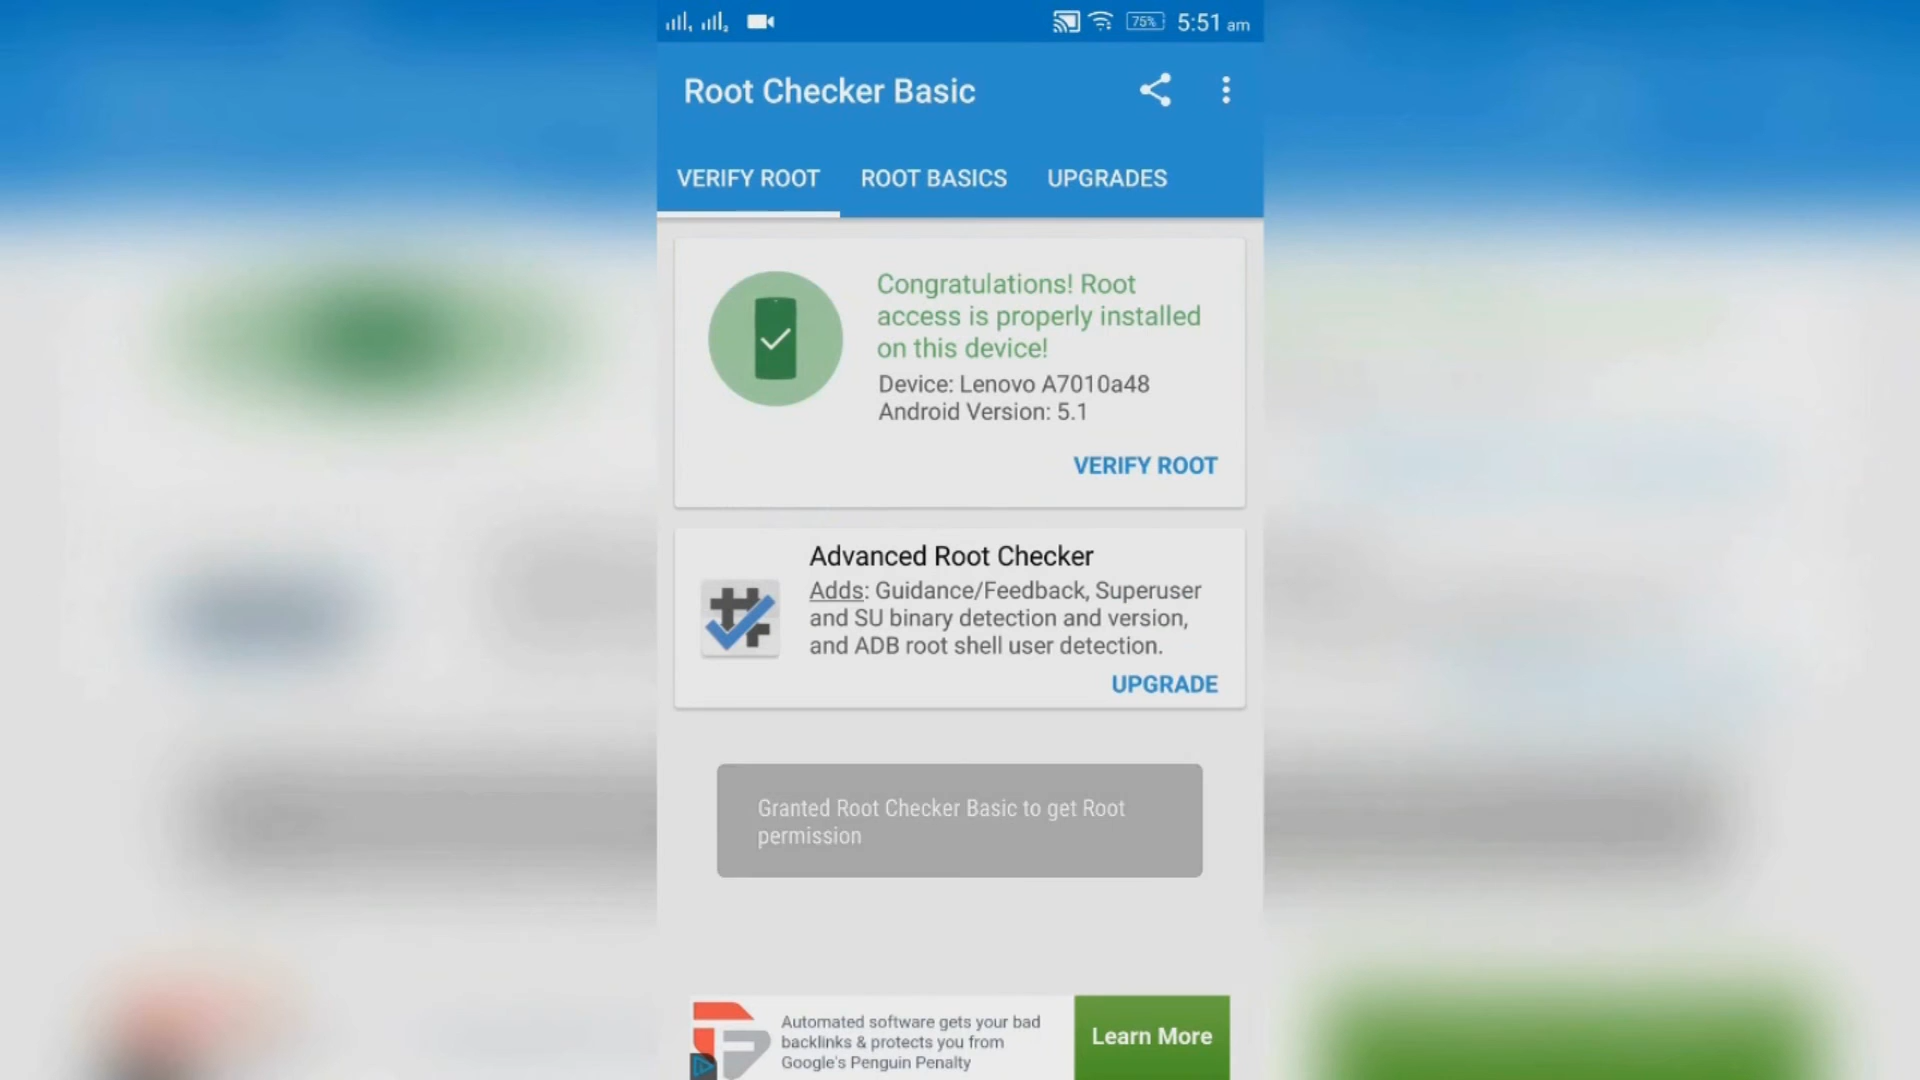 75% 5:51 am
Root Checker Basic
VERIFY ROOT ROOT BASICS UPGRADES
Congratulations! Root
access is properly installed
on this device!
Device: Lenovo A7010a48
Android Version: 5.1
VERIFY ROOT
Advanced Root Checker
Adds: Guidance/Feedback, Superuser
and SU binary detection and version,
and ADB root shell user detection.
UPGRADE
Granted Root Checker Basic to get Root
permission
Automated software gets your bad
backlinks & protects you from
Google's Penguin Penalty
Learn More